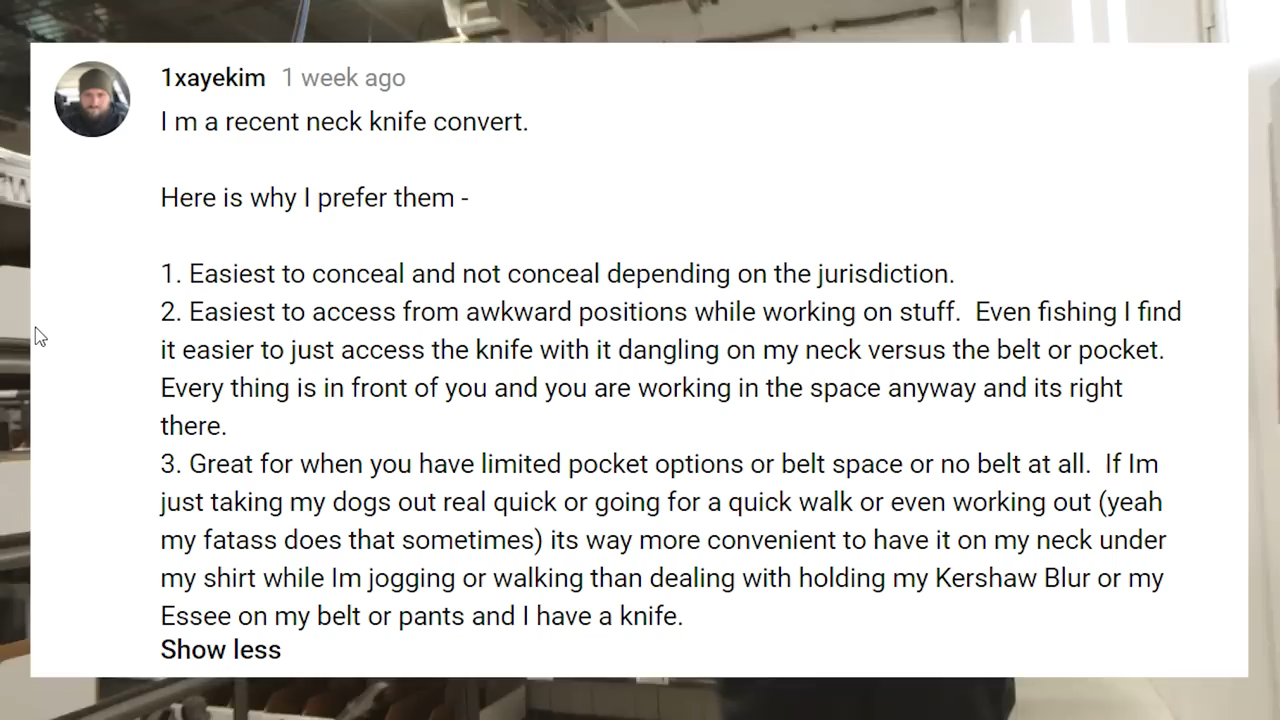 1xayekim 1 week ago
I m a recent neck knife convert.
Here is why I prefer them -
1. Easiest to conceal and not conceal depending on the jurisdiction.
2. Easiest to access from awkward positions while working on stuff.  Even fishing I find
it easier to just access the knife with it dangling on my neck versus the belt or pocket.
Every thing is in front of you and you are working in the space anyway and its right
there.
3. Great for when you have limited pocket options or belt space or no belt at all.  If Im
just taking my dogs out real quick or going for a quick walk or even working out (yeah
my fatass does that sometimes) its way more convenient to have it on my neck under
my shirt while Im jogging or walking than dealing with holding my Kershaw Blur or my
Essee on my belt or pants and I have a knife.
Show less